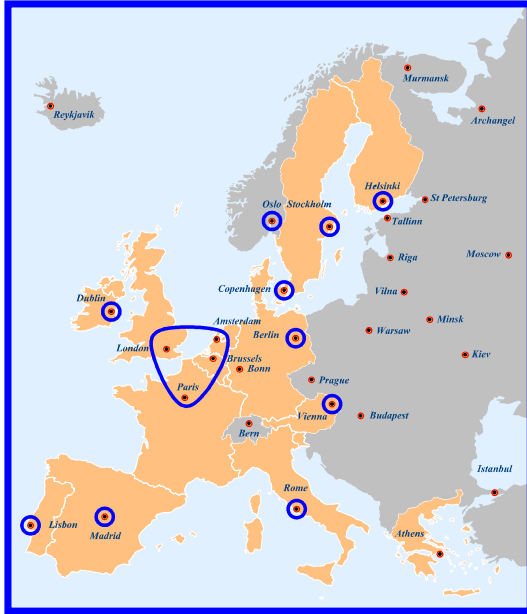 Murmansk
Reykjavik
Archangel
Helsinki
St Petersburg
Oslo
Stockholm
Tallinn
Moscow
Riga
Copenhagen
Vilna
Dublin
Minsk
Amsterdam
Berlin
Warsaw
London
Brussels
Kiev
Bonn
Prague
Paris
Vienna
Budapest
Bern
Istanbul
Rome
Lisbon
Madrid
Athens